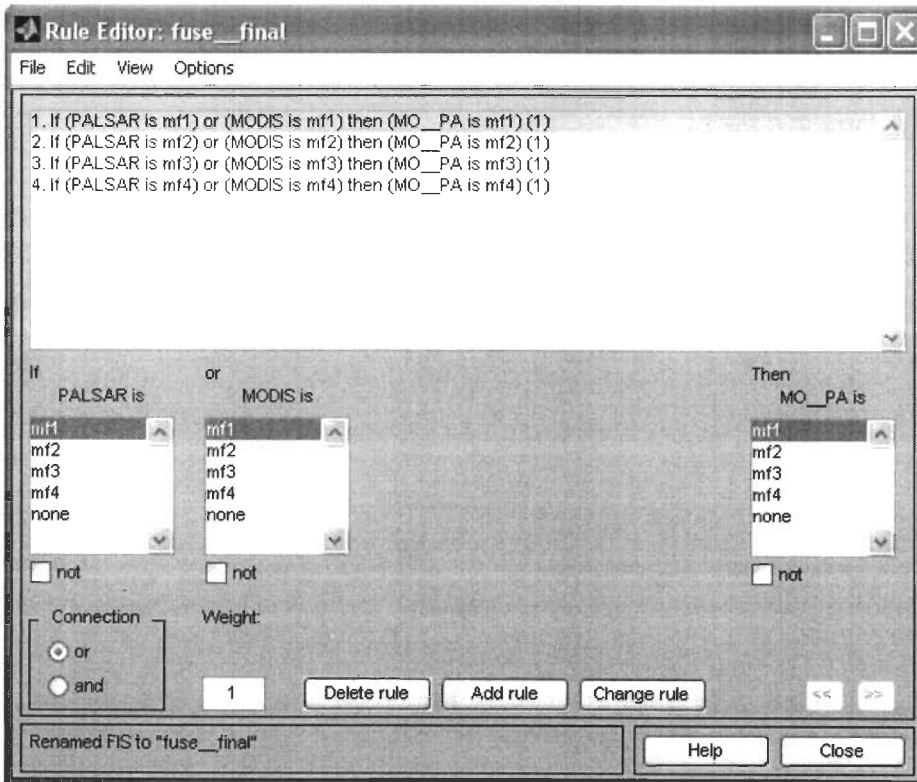 Rule Editor: fuse__final
File Edit View Options
1. If (PALSAR is mf1) or (MODIS is mf1) then (MO__PA is mf1) (1)
2. If (PALSAR is mf2) or (MODIS is mf2) then (MO__PA is mf2) (1)
3. If (PALSAR is mf3) or (MODIS is mf3) then (MO__PA is mf3) (1)
4. If (PALSAR is mf4) or (MODIS is mf4) then (MO__PA is mf4) (1)
If or Then
PALSAR is MODIS is MO__PA is
mf1 mf1 mf1
mf2 mf2 mf2
mf3 mf3 mf3
mf4 mf4 mf4
none none none
not not not
Connection Weight:
or
and 1 Delete rule Add rule Change rule << >>
Renamed FIS to "fuse__final" Help Close